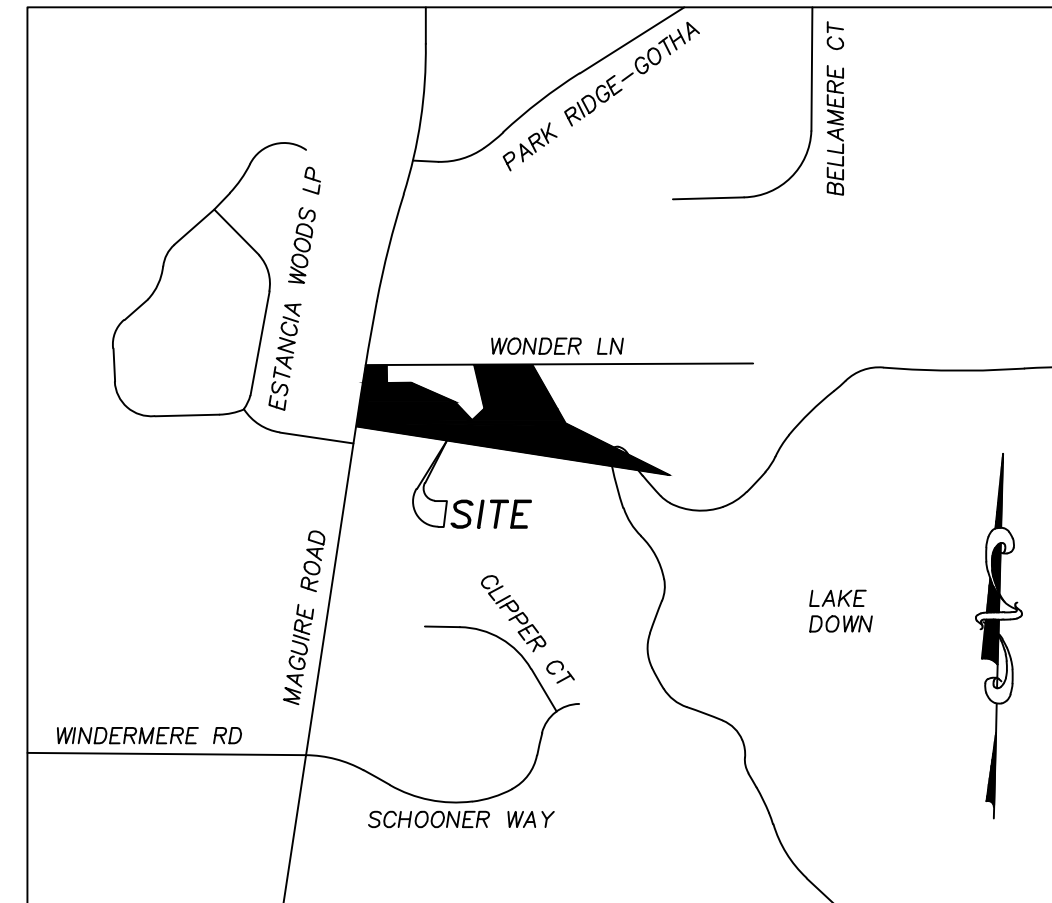 PARK RIDGE-GOTHA
BELLAMERE CT
ESTANCIA WOODS LP
WONDER LN
SITE
MAGUIRE ROAD
CLIPPER CT
LAKE
DOWN
WINDERMERE RD
SCHOONER WAY